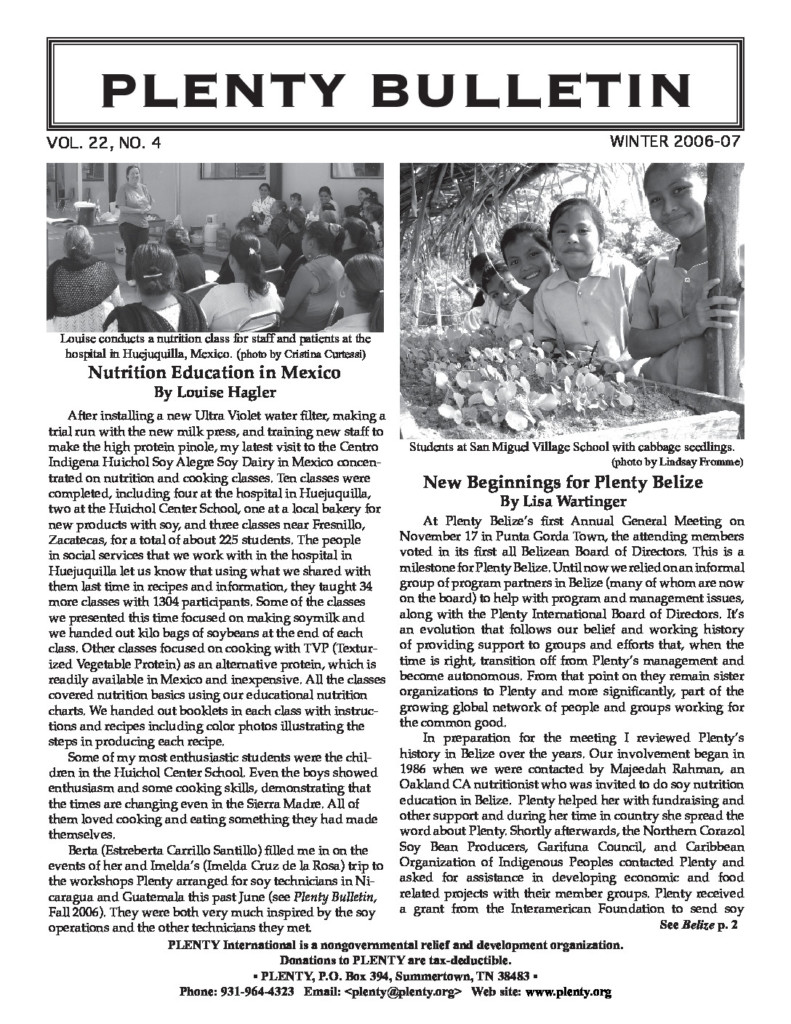 PLENTY BULLETIN
VOL. 22, NO. 4
WINTER 2006-07
Louise conducts a nutrition class for staff and patients at the
hospital in Huejuquilla, Mexico. (photo by Cristina Curtessi)
Nutrition Education in Mexico
By Louise Hagler
After installing a new Ultra Violet water filter, making a
trial run with the new milk press, and training new staff to
make the high protein pinole, my latest visit to the Centro
Indigena Huichol Soy Alegre Soy Dairy in Mexico concen-
trated on nutrition and cooking classes. Ten classes were
completed, including four at the hospital in Huejuquilla,
two at the Huichol Center School, one at a local bakery for
new products with soy, and three classes near Fresnillo,
Zacatecas, for a total of about 225 students. The people
in social services that we work with in the hospital in
Huejuquilla let us know that using what we shared with
them last time in recipes and information, they taught 34
more classes with 1304 participants. Some of the classes
we presented this time focused on making soymilk and
we handed out kilo bags of soybeans at the end of each
class. Other classes focused on cooking with TVP (Textur-
ized Vegetable Protein) as an alternative protein, which is
readily available in Mexico and inexpensive. All the classes
covered nutrition basics using our educational nutrition
charts. We handed out booklets in each class with instruc-
tions and recipes including color photos illustrating the
steps in producing each recipe.
Some of my most enthusiastic students were the chil-
dren in the Huichol Center School. Even the boys showed
enthusiasm and some cooking skills, demonstrating that
the times are changing even in the Sierra Madre. All of
them loved cooking and eating something they had made
themselves.
Berta (Estreberta Carrillo Santillo) filled me in on the
events of her and Imelda's (Imelda Cruz de la Rosa) trip to
the workshops Plenty arranged for soy technicians in Ni-
caragua and Guatemala this past June (see Plenty Bulletin,
Fall 2006). They were both very much inspired by the soy
operations and the other technicians they met.
Students at San Miguel Village School with cabbage seedlings.
(photo by Lindsay Fromme)
New Beginnings for Plenty Belize
By Lisa Wartinger
At Plenty Belize's first Annual General Meeting on
November 17 in Punta Gorda Town, the attending members
voted in its first all Belizean Board of Directors. This is a
milestone for Plenty Belize. Until now we relied on an informal
group of program partners in Belize (many of whom are now
on the board) to help with program and management issues,
along with the Plenty International Board of Directors. It's
an evolution that follows our belief and working history
of providing support to groups and efforts that, when the
time is right, transition off from Plenty's management and
become autonomous. From that point on they remain sister
organizations to Plenty and more significantly, part of the
growing global network of people and groups working for
the common good.
In preparation for the meeting I reviewed Plenty's
history in Belize over the years. Our involvement began in
1986 when we were contacted by Majeedah Rahman, an
Oakland CA nutritionist who was invited to do soy nutrition
education in Belize. Plenty helped her with fundraising and
other support and during her time in country she spread the
word about Plenty. Shortly afterwards, the Northern Corazol
Soy Bean Producers, Garifuna Council, and Caribbean
Organization of Indigenous Peoples contacted Plenty and
asked for assistance in developing economic and food
related projects with their member groups. Plenty received
a grant from the Interamerican Foundation to send soy
See Belize p. 2
PLENTY International is a nongovernmental relief and development organization.
Donations to PLENTY are tax-deductible.
▪ PLENTY, P.O. Box 394, Summertown, TN 38483 ▪
Phone: 931-964-4323 Email: <plenty@plenty.org> Web site: www.plenty.org